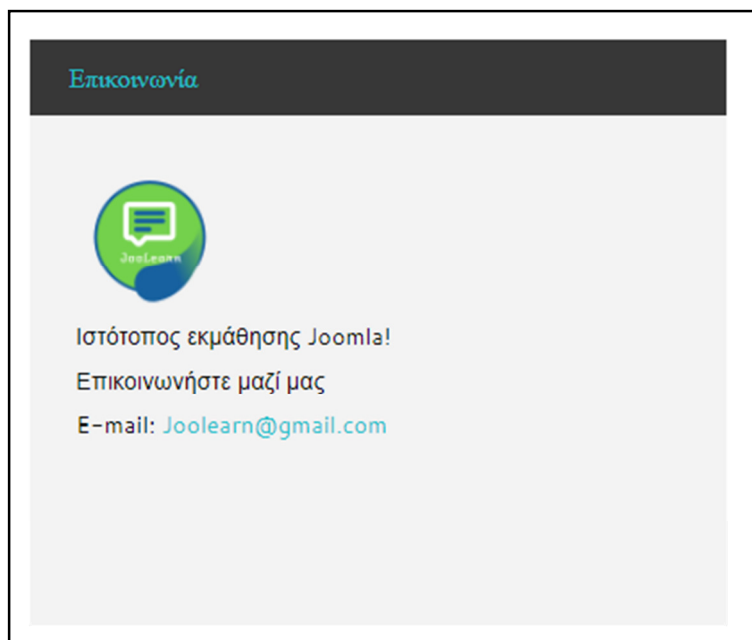 Επικοινωνία
JooLearn
Ιστότοπος εκμάθησης Joomla!
Επικοινωνήστε μαζί μας
E-mail: Joolearn@gmail.com